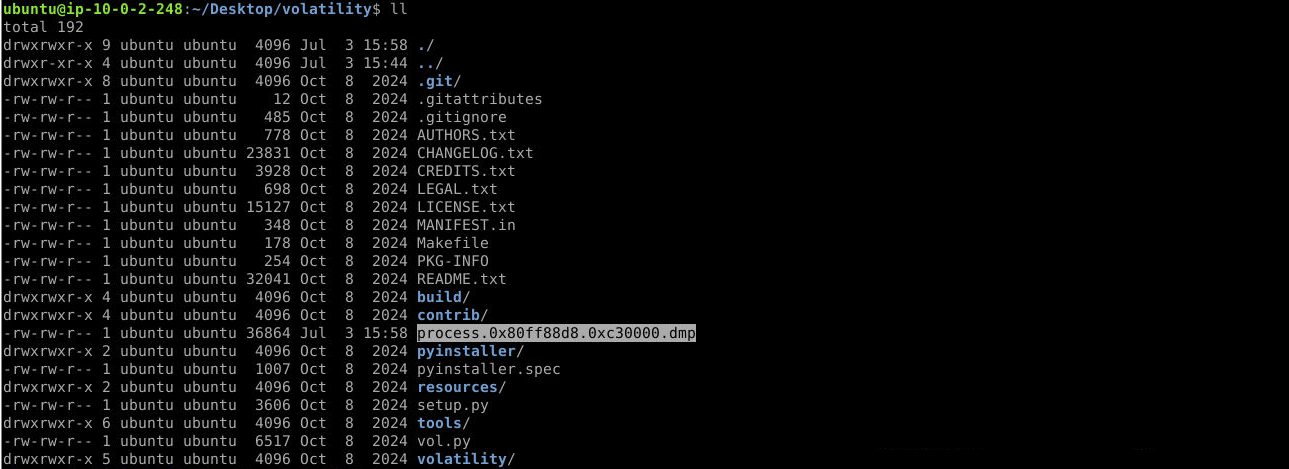 ubuntu@ip-10-0-2-248:~/Desktop/volatility$ ll
total 192
drwxrwxr-x 9 ubuntu ubuntu  4096 Jul  3 15:58 ./
drwxr-xr-x 4 ubuntu ubuntu  4096 Jul  3 15:44 ../
drwxrwxr-x 8 ubuntu ubuntu  4096 Oct  8  2024 .git/
-rw-rw-r-- 1 ubuntu ubuntu    12 Oct  8  2024 .gitattributes
-rw-rw-r-- 1 ubuntu ubuntu   485 Oct  8  2024 .gitignore
-rw-rw-r-- 1 ubuntu ubuntu   778 Oct  8  2024 AUTHORS.txt
-rw-rw-r-- 1 ubuntu ubuntu 23831 Oct  8  2024 CHANGELOG.txt
-rw-rw-r-- 1 ubuntu ubuntu  3928 Oct  8  2024 CREDITS.txt
-rw-rw-r-- 1 ubuntu ubuntu   698 Oct  8  2024 LEGAL.txt
-rw-rw-r-- 1 ubuntu ubuntu 15127 Oct  8  2024 LICENSE.txt
-rw-rw-r-- 1 ubuntu ubuntu   348 Oct  8  2024 MANIFEST.in
-rw-rw-r-- 1 ubuntu ubuntu   178 Oct  8  2024 Makefile
-rw-rw-r-- 1 ubuntu ubuntu   254 Oct  8  2024 PKG-INFO
-rw-rw-r-- 1 ubuntu ubuntu 32041 Oct  8  2024 README.txt
drwxrwxr-x 4 ubuntu ubuntu  4096 Oct  8  2024 build/
drwxrwxr-x 4 ubuntu ubuntu  4096 Oct  8  2024 contrib/
-rw-rw-r-- 1 ubuntu ubuntu 36864 Jul  3 15:58 process.0x80ff88d8.0xc30000.dmp
drwxrwxr-x 2 ubuntu ubuntu  4096 Oct  8  2024 pyinstaller/
-rw-rw-r-- 1 ubuntu ubuntu  1007 Oct  8  2024 pyinstaller.spec
drwxrwxr-x 2 ubuntu ubuntu  4096 Oct  8  2024 resources/
-rw-rw-r-- 1 ubuntu ubuntu  3606 Oct  8  2024 setup.py
drwxrwxr-x 6 ubuntu ubuntu  4096 Oct  8  2024 tools/
-rw-rw-r-- 1 ubuntu ubuntu  6517 Oct  8  2024 vol.py
drwxrwxr-x 5 ubuntu ubuntu  4096 Oct  8  2024 volatility/